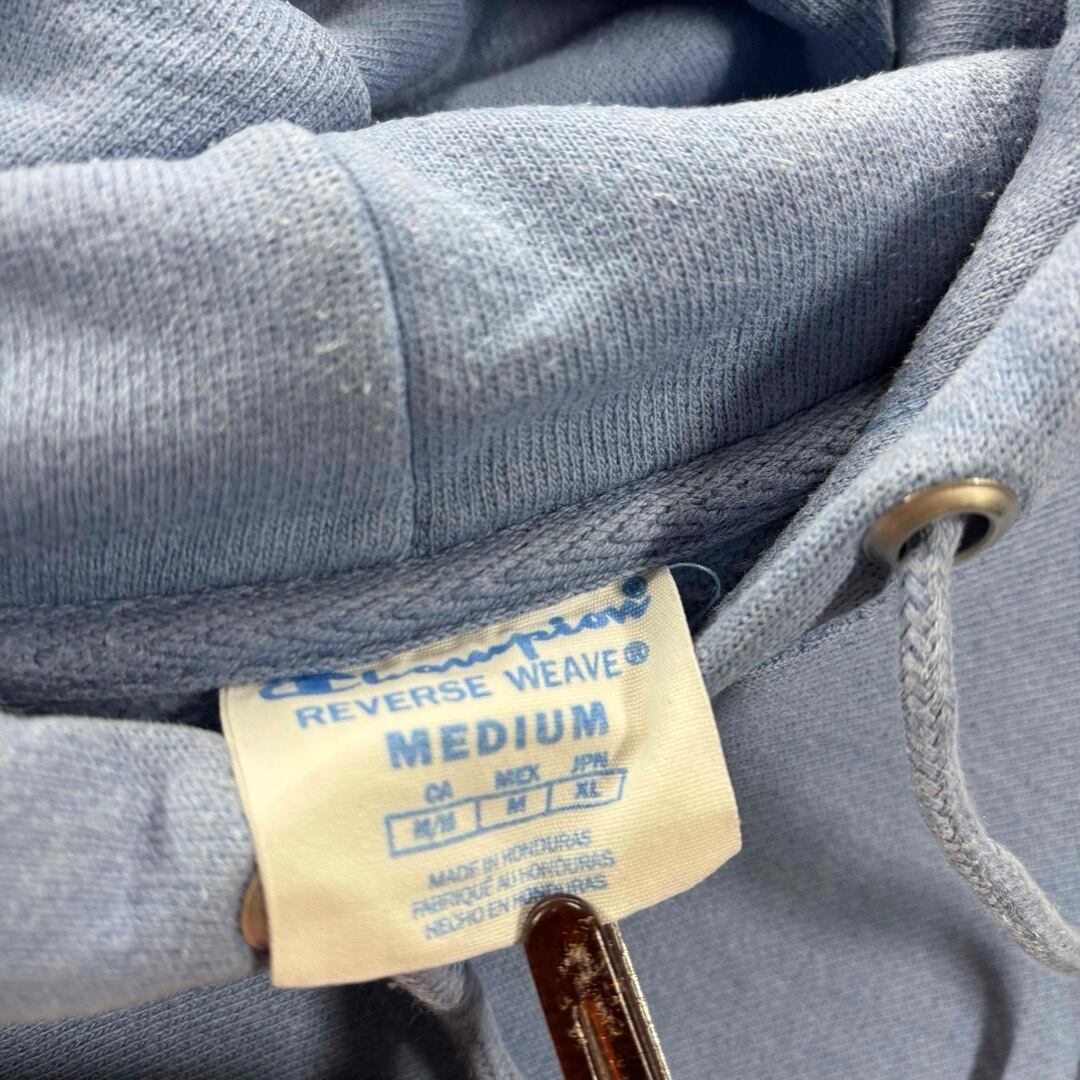 Champion
REVERSE WEAVE®
MEDIUM
CA MEX JPN
M/M M XL
MADE IN HONDURAS
FABRIQUÉ AU HONDURAS
HECHO EN HONDURAS